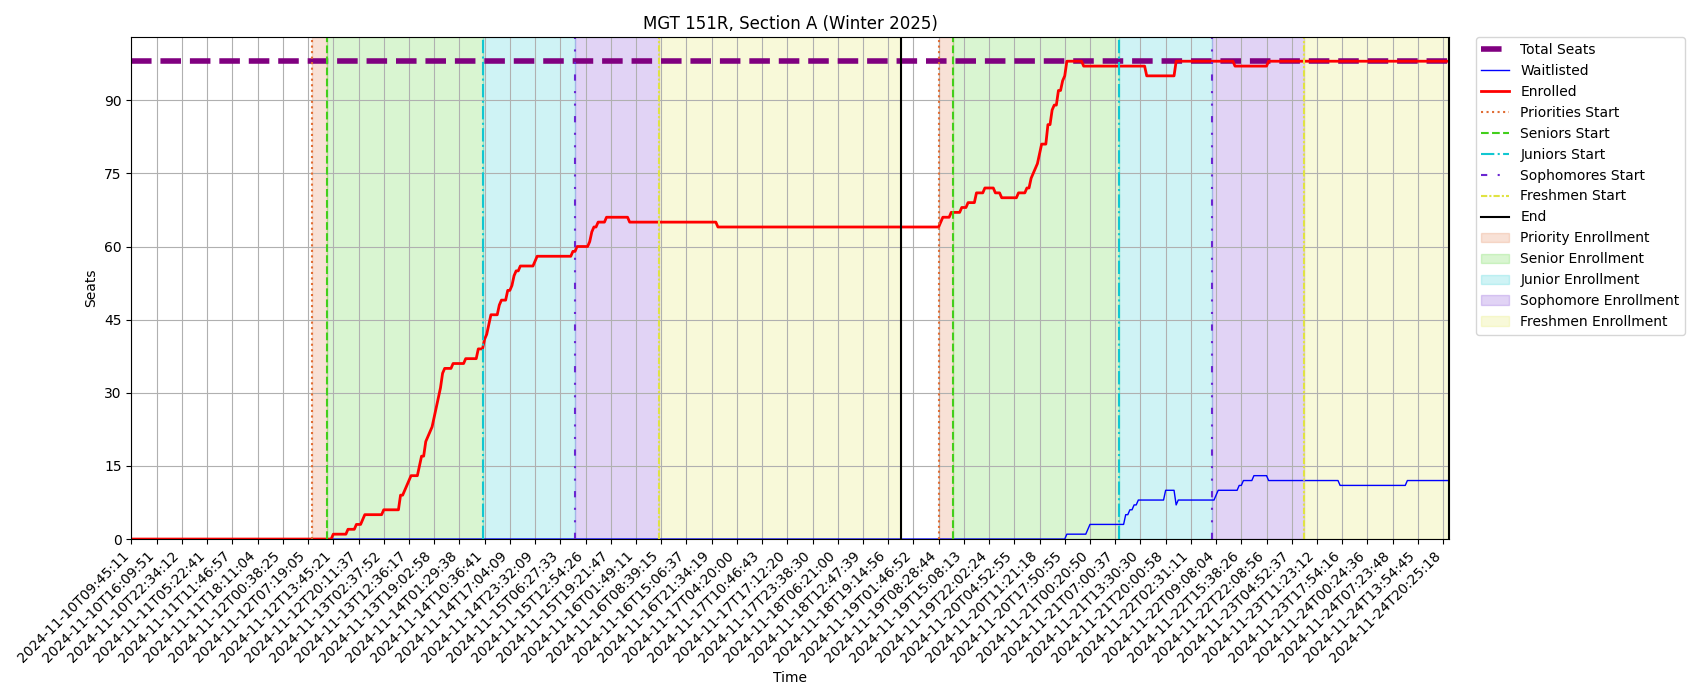 MGT 151R, Section A (Winter 2025)
Total Seats
Waitlisted
Enrolled
Priorities Start
Seniors Start
Juniors Start
Sophomores Start
Freshmen Start
End
Priority Enrollment
Senior Enrollment
Junior Enrollment
Sophomore Enrollment
Freshmen Enrollment
Seats
90
75
60
45
30
15
0
2024-11-10T09:45:11
2024-11-10T16:09:51
2024-11-10T22:34:12
2024-11-11T05:22:41
2024-11-11T11:46:57
2024-11-11T18:11:04
2024-11-12T00:38:25
2024-11-12T07:19:05
2024-11-12T13:45:21
2024-11-12T20:11:37
2024-11-13T02:37:52
2024-11-13T12:36:17
2024-11-13T19:02:58
2024-11-14T01:29:38
2024-11-14T10:36:41
2024-11-14T17:04:09
2024-11-14T23:32:09
2024-11-15T06:27:33
2024-11-15T12:54:26
2024-11-15T19:21:47
2024-11-16T01:49:11
2024-11-16T08:39:15
2024-11-16T15:06:37
2024-11-16T21:34:19
2024-11-17T04:20:00
2024-11-17T10:46:43
2024-11-17T17:12:20
2024-11-17T23:38:30
2024-11-18T06:21:00
2024-11-18T12:47:39
2024-11-18T19:14:56
2024-11-19T01:46:52
2024-11-19T08:28:44
2024-11-19T15:08:13
2024-11-19T22:02:24
2024-11-20T04:52:55
2024-11-20T11:21:18
2024-11-20T17:50:55
2024-11-21T00:20:50
2024-11-21T07:00:37
2024-11-21T13:30:30
2024-11-21T20:00:58
2024-11-22T02:31:11
2024-11-22T09:08:04
2024-11-22T15:38:26
2024-11-22T22:08:56
2024-11-23T04:52:37
2024-11-23T11:23:12
2024-11-23T17:54:16
2024-11-24T00:24:36
2024-11-24T07:23:48
2024-11-24T13:54:45
2024-11-24T20:25:18
Time